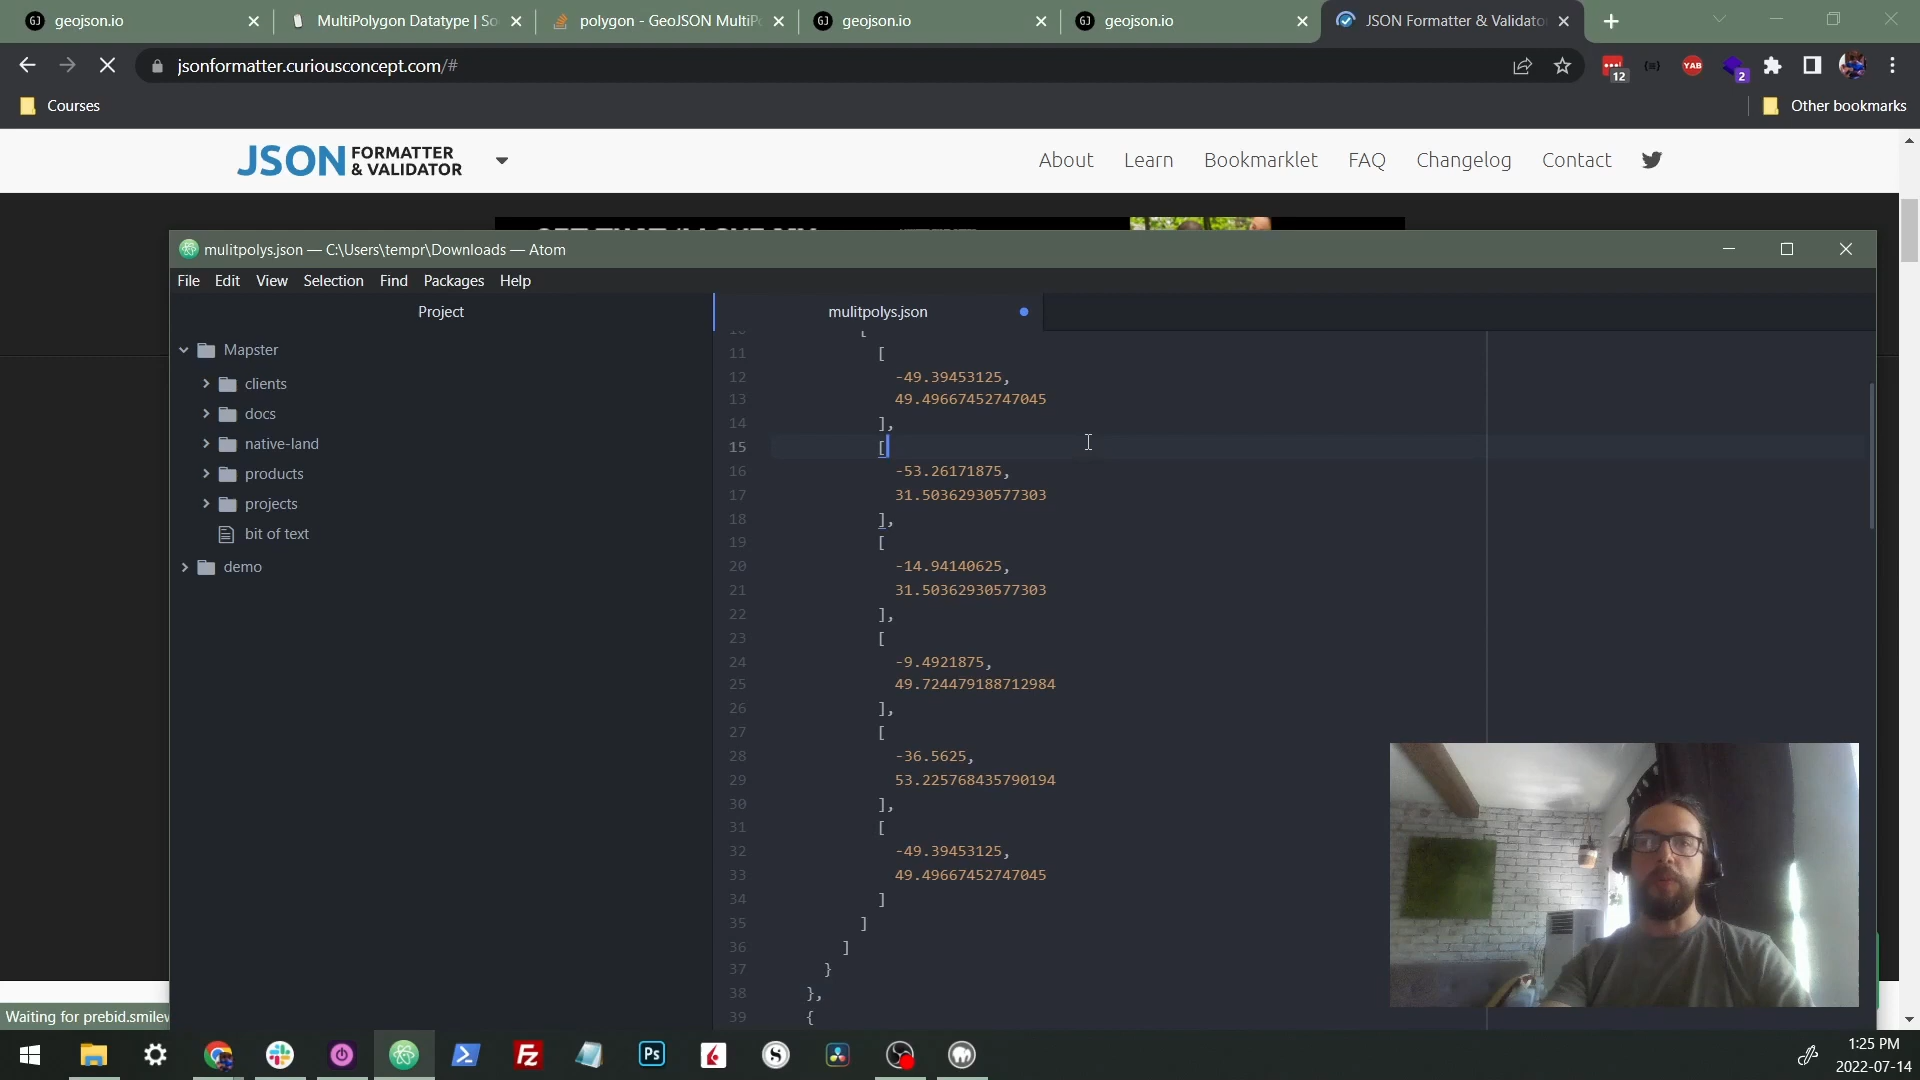 geojson.io
MultiPolygon Datatype | So
polygon - GeoJSON MultiP
geojson.io
geojson.io
JSON Formatter & Validato
jsonformatter.curiousconcept.com/#
12
YAB
2
Courses
Other bookmarks
JSON FORMATTER & VALIDATOR
About
Learn
Bookmarklet
FAQ
Changelog
Contact
mulitpolys.json — C:\Users\tempr\Downloads — Atom
File
Edit
View
Selection
Find
Packages
Help
Project
mulitpolys.json
Mapster
clients
docs
native-land
products
projects
bit of text
demo
[
11 [
12 -49.39453125,
13 49.49667452747045
14 ],
15 [
16 -53.26171875,
17 31.50362930577303
18 ],
19 [
20 -14.94140625,
21 31.50362930577303
22 ],
23 [
24 -9.4921875,
25 49.724479188712984
26 ],
27 [
28 -36.5625,
29 53.225768435790194
30 ],
31 [
32 -49.39453125,
33 49.49667452747045
34 ]
35 ]
36 ]
37 }
38 },
39 {
Waiting for prebid.smilew
1:25 PM
2022-07-14